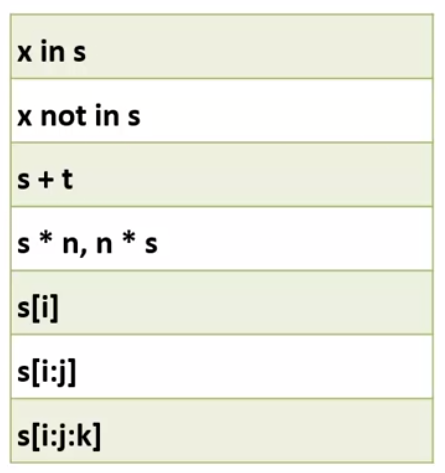 x in s
x not in s
s + t
s * n, n * s
s[i]
s[i:j]
s[i:j:k]